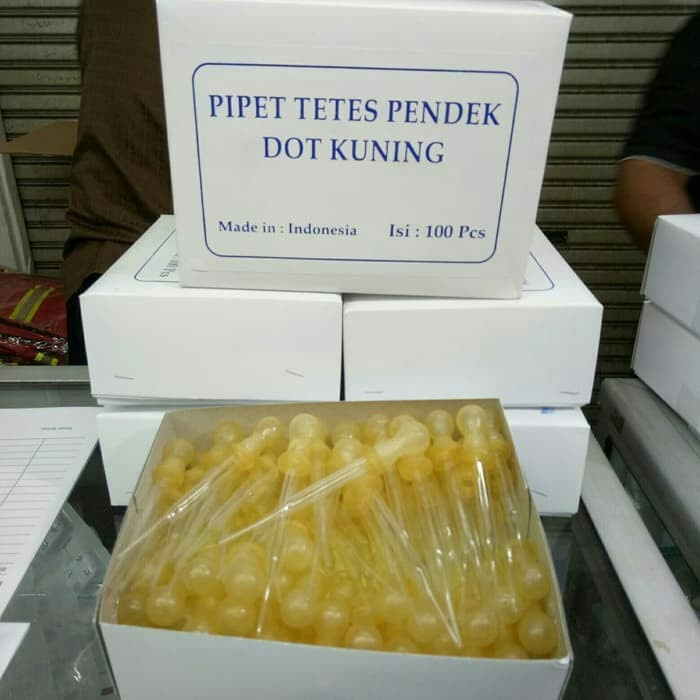 PIPET TETES PENDEK
DOT KUNING
Made in : Indonesia Isi : 100 Pcs